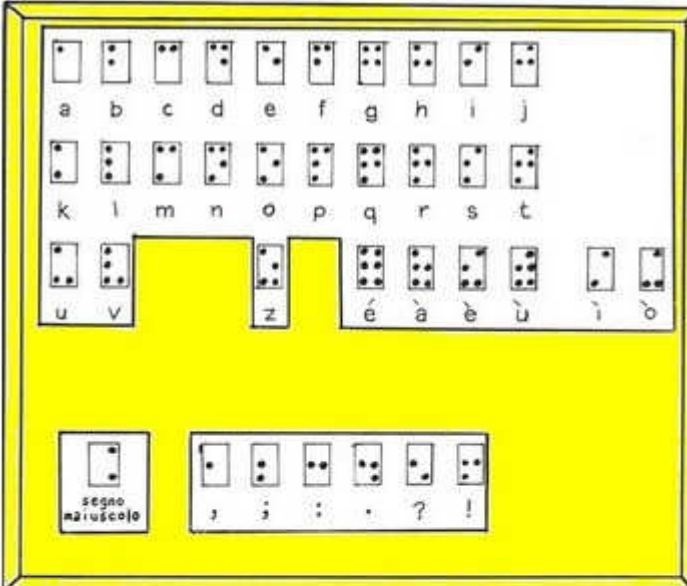 a b c d e f g h i j
k l m n o p q r s t
u v z é à è ù ì ò
segno
maiuscolo
, ; : . ? !